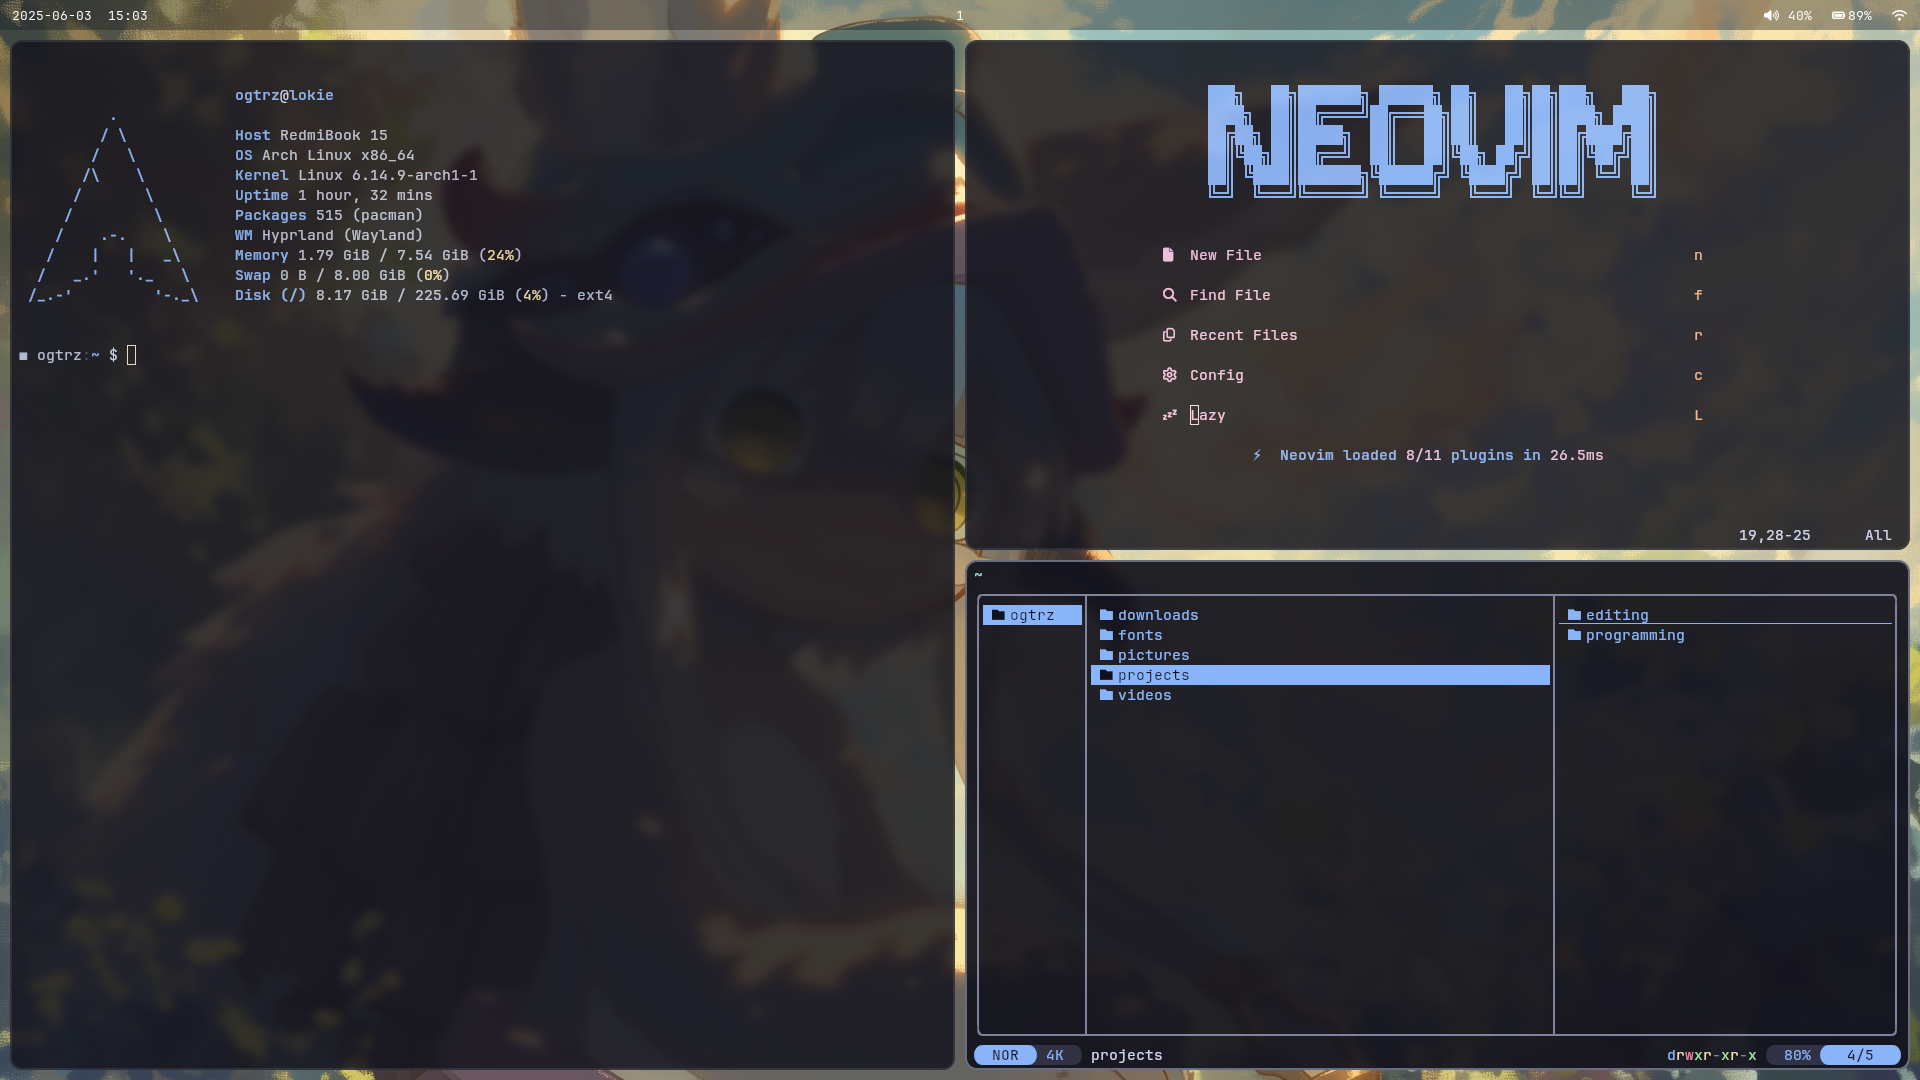 2025-06-03 15:03
1
40% 89%
ogtrz@lokie
Host RedmiBook 15
OS Arch Linux x86_64
Kernel Linux 6.14.9-arch1-1
Uptime 1 hour, 32 mins
Packages 515 (pacman)
WM Hyprland (Wayland)
Memory 1.79 GiB / 7.54 GiB (24%)
Swap 0 B / 8.00 GiB (0%)
Disk (/) 8.17 GiB / 225.69 GiB (4%) - ext4
■ ogtrz:~ $
NEOVIM
New File n
Find File f
Recent Files r
Config c
Lazy L
⚡ Neovim loaded 8/11 plugins in 26.5ms
19,28-25 All
~
ogtrz
downloads
fonts
pictures
projects
videos
editing
programming
NOR 4K projects
drwxr-xr-x 80% 4/5